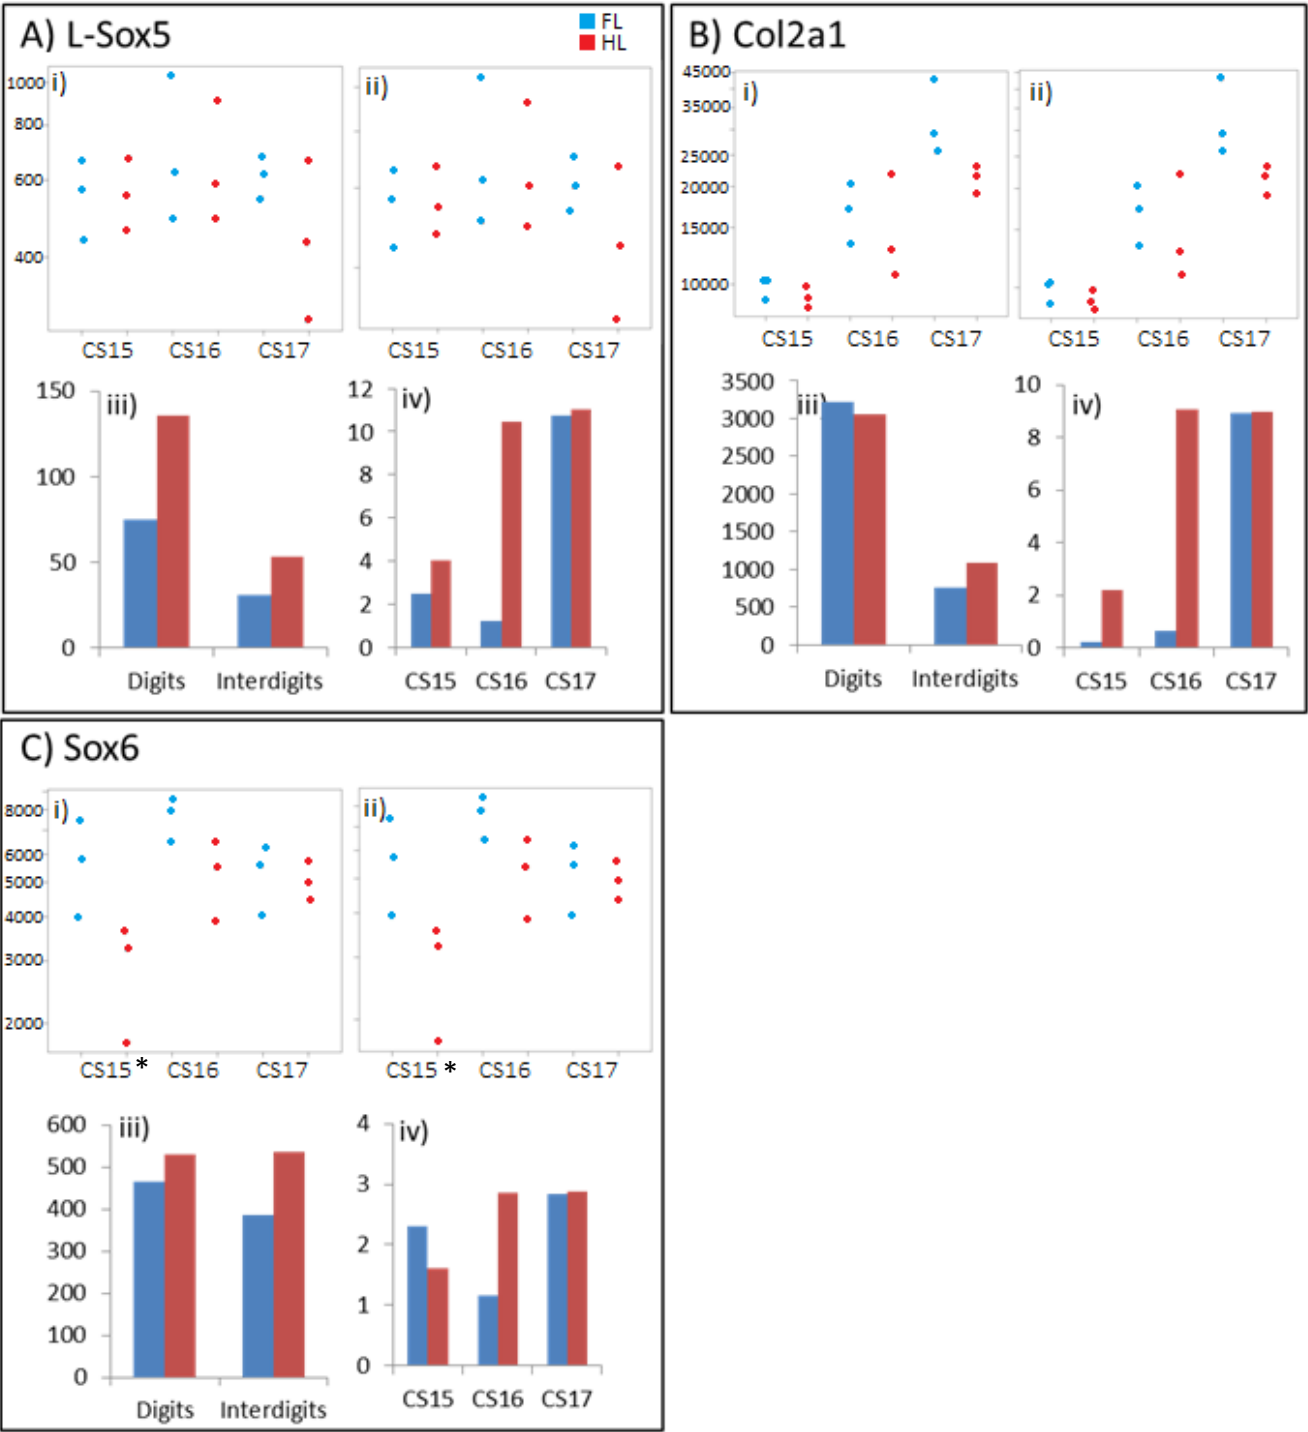 A) L-Sox5
FL
HL
i)
1000
800
600
400
CS15 CS16 CS17
ii)
CS15 CS16 CS17
iii)
150
100
50
0
Digits Interdigits
iv)
12
10
8
6
4
2
0
CS15 CS16 CS17
B) Col2a1
i)
45000
35000
25000
20000
15000
10000
CS15 CS16 CS17
ii)
CS15 CS16 CS17
iii)
3500
3000
2500
2000
1500
1000
500
0
Digits Interdigits
iv)
10
8
6
4
2
0
CS15 CS16 CS17
C) Sox6
i)
8000
6000
5000
4000
3000
2000
CS15 * CS16 CS17
ii)
CS15 * CS16 CS17
iii)
600
500
400
300
200
100
0
Digits Interdigits
iv)
4
3
2
1
0
CS15 CS16 CS17